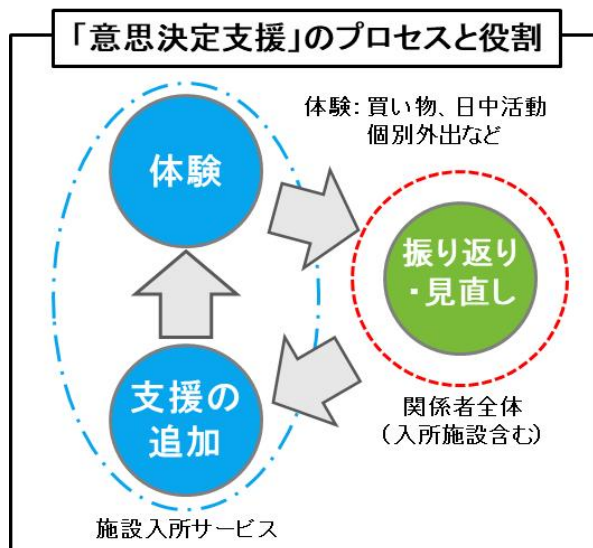 「意思決定支援」のプロセスと役割
体験：買い物、日中活動
個別外出など
体験
振り返り
・見直し
支援の
追加
関係者全体
（入所施設含む）
施設入所サービス